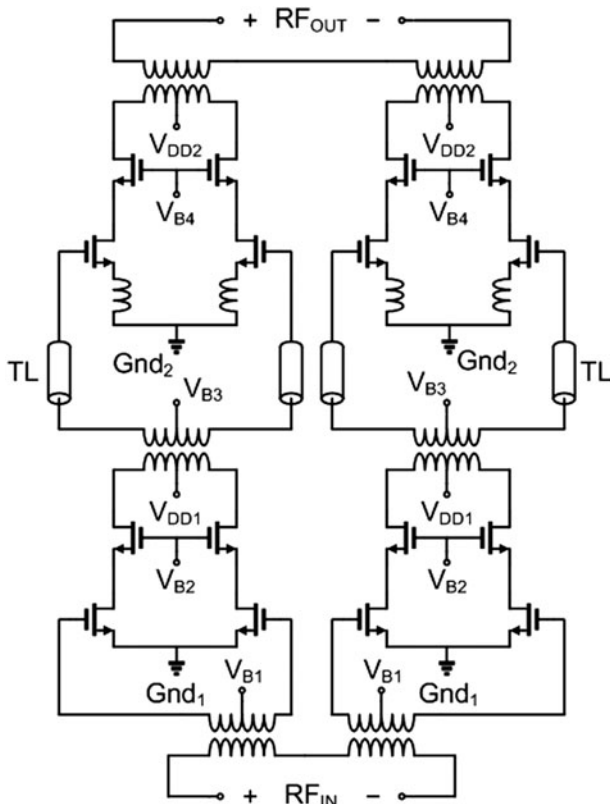 + RF_OUT -
V_DD2 V_DD2
V_B4 V_B4
Gnd_2 Gnd_2
TL V_B3 V_B3 TL
V_DD1 V_DD1
V_B2 V_B2
Gnd_1 V_B1 V_B1 Gnd_1
+ RF_IN -